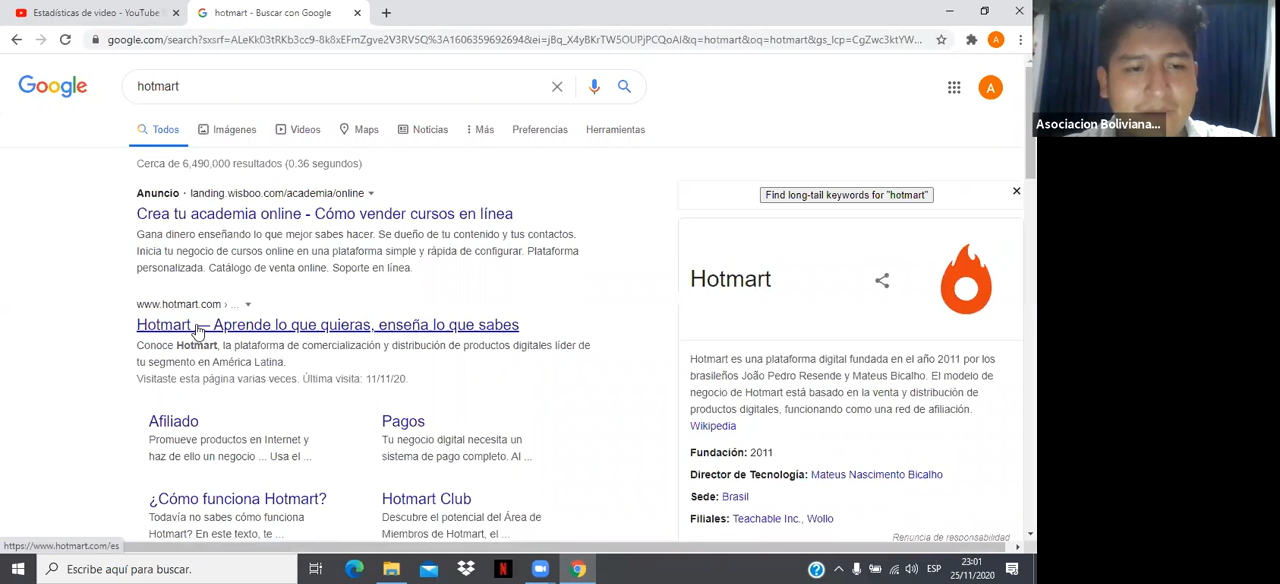 Estadísticas de video - YouTube
hotmart - Buscar con Google
google.com/search?sxsrf=ALeKk03tRKb3cc9-8k8xEFmZgve2V3RV5Q%3A1606359692694&ei=jBq_X4yBKrTW5OUPjPCQoAI&q=hotmart&oq=hotmart&gs_lcp=CgZwc3ktYW...
A
Google
hotmart
A
Todos Imágenes Videos Maps Noticias Más Preferencias Herramientas
Cerca de 6,490,000 resultados (0.36 segundos)
Anuncio · landing.wisboo.com/academia/online
Crea tu academia online - Cómo vender cursos en línea
Gana dinero enseñando lo que mejor sabes hacer. Se dueño de tu contenido y tus contactos.
Inicia tu negocio de cursos online en una plataforma simple y rápida de configurar. Plataforma
personalizada. Catálogo de venta online. Soporte en línea.
www.hotmart.com › ...
Hotmart — Aprende lo que quieras, enseña lo que sabes
Conoce Hotmart, la plataforma de comercialización y distribución de productos digitales líder de
tu segmento en América Latina.
Visitaste esta página varias veces. Última visita: 11/11/20.
Afiliado
Promueve productos en Internet y
haz de ello un negocio ... Usa el ...
Pagos
Tu negocio digital necesita un
sistema de pago completo. Al ...
¿Cómo funciona Hotmart?
Todavía no sabes cómo funciona
Hotmart? En este texto, te ...
Hotmart Club
Descubre el potencial del Área de
Miembros de Hotmart, el ...
Find long-tail keywords for "hotmart"
Hotmart
Hotmart es una plataforma digital fundada en el año 2011 por los
brasileños João Pedro Resende y Mateus Bicalho. El modelo de
negocio de Hotmart está basado en la venta y distribución de
productos digitales, funcionando como una red de afiliación.
Wikipedia
Fundación: 2011
Director de Tecnología: Mateus Nascimento Bicalho
Sede: Brasil
Filiales: Teachable Inc., Wollo
Renuncia de responsabilidad
Asociacion Boliviana...
https://www.hotmart.com/es
Escribe aquí para buscar.
N
ESP
23:01
25/11/2020